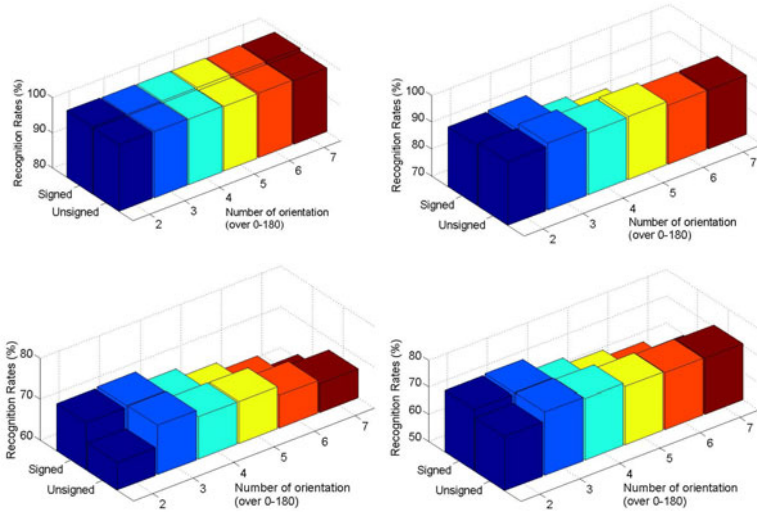 Recognition Rates (%)
100
90
80
Signed
Unsigned
2
3
4
5
6
7
Number of orientation
(over 0-180)
Recognition Rates (%)
100
90
80
70
Signed
Unsigned
2
3
4
5
6
7
Number of orientation
(over 0-180)
Recognition Rates (%)
80
70
60
Signed
Unsigned
2
3
4
5
6
7
Number of orientation
(over 0-180)
Recognition Rates (%)
80
70
60
50
Signed
Unsigned
2
3
4
5
6
7
Number of orientation
(over 0-180)